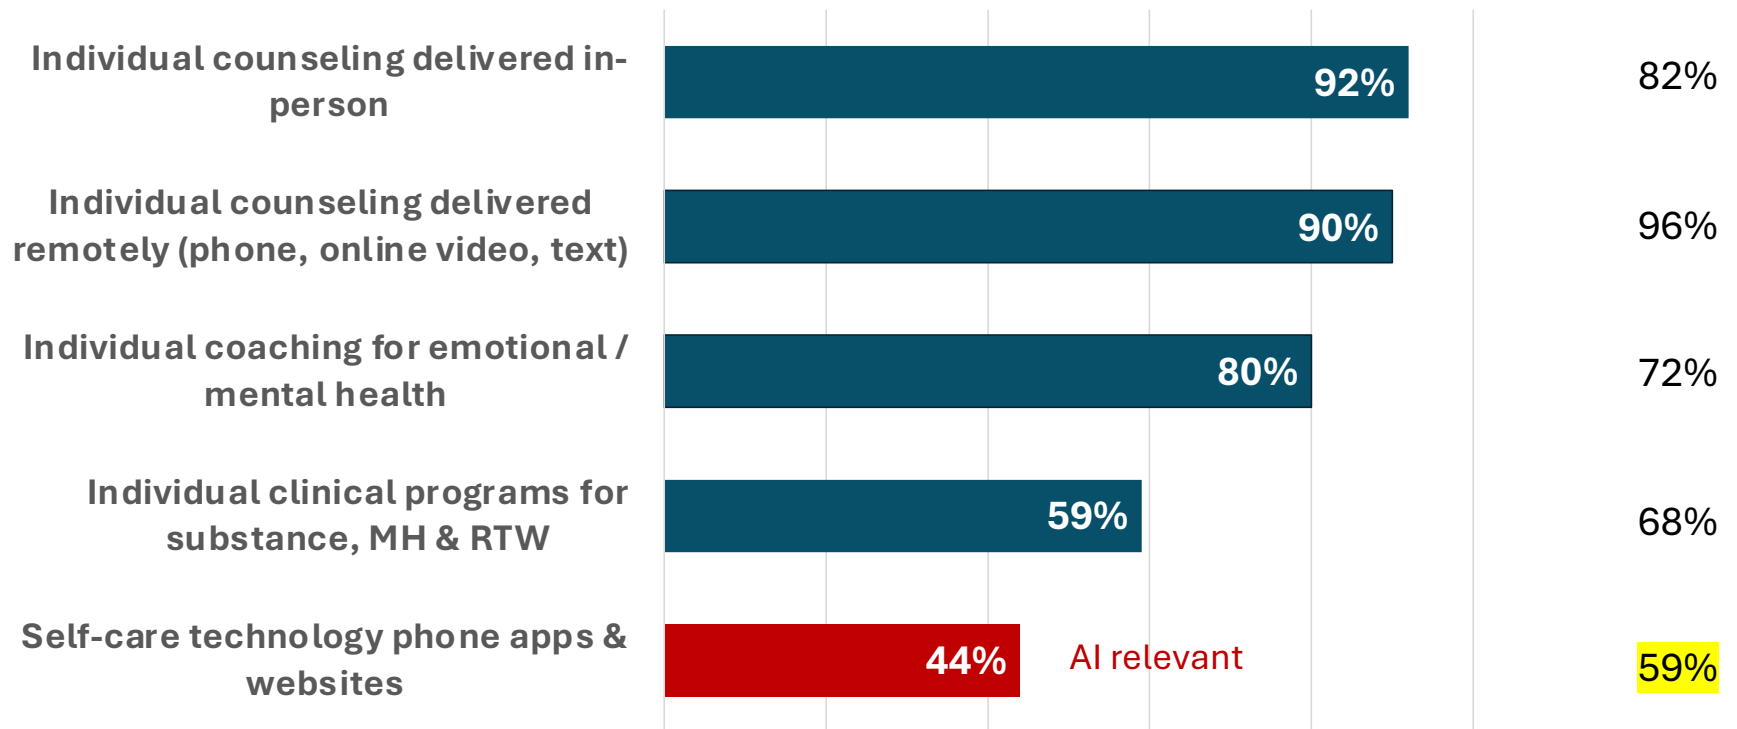 Individual counseling delivered in-
person
92%
82%
Individual counseling delivered
remotely (phone, online video, text)
90%
96%
Individual coaching for emotional /
mental health
80%
72%
Individual clinical programs for
substance, MH & RTW
59%
68%
Self-care technology phone apps &
websites
44%
AI relevant
59%